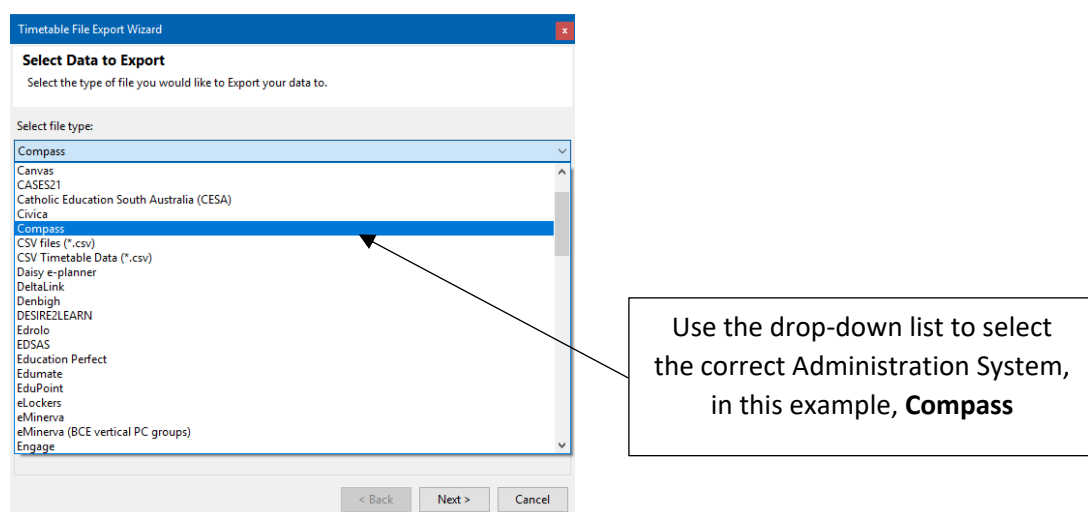 Timetable File Export Wizard
x
Select Data to Export
Select the type of file you would like to Export your data to.
Select file type:
Compass
Canvas
CASES21
Catholic Education South Australia (CESA)
Civica
Compass
CSV files (*.csv)
CSV Timetable Data (*.csv)
Daisy e-planner
DeltaLink
Denbigh
DESIRE2LEARN
Edrolo
EDSAS
Education Perfect
Edumate
EduPoint
eLockers
eMinerva
eMinerva (BCE vertical PC groups)
Engage
< Back Next > Cancel
Use the drop-down list to select
the correct Administration System,
in this example, Compass